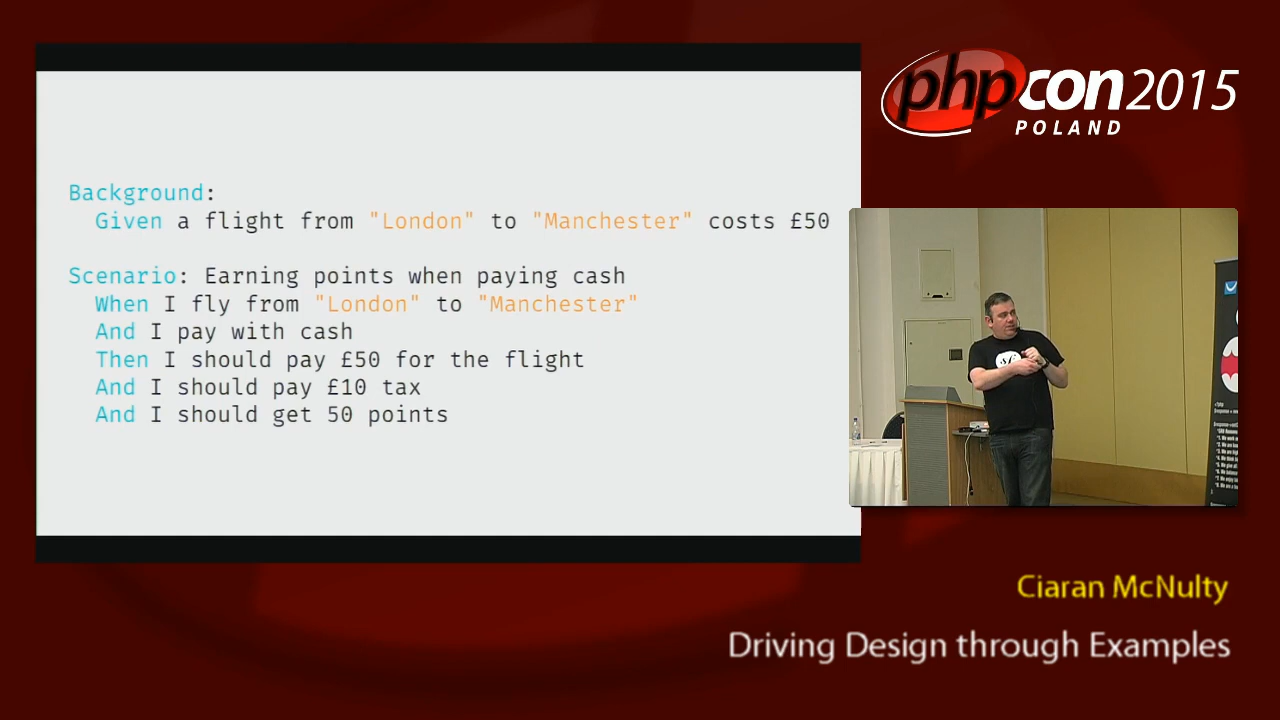 Background:
Given a flight from "London" to "Manchester" costs £50
Scenario: Earning points when paying cash
When I fly from "London" to "Manchester"
And I pay with cash
Then I should pay £50 for the flight
And I should pay £10 tax
And I should get 50 points
phpcon2015
POLAND
Ciaran McNulty
Driving Design through Examples